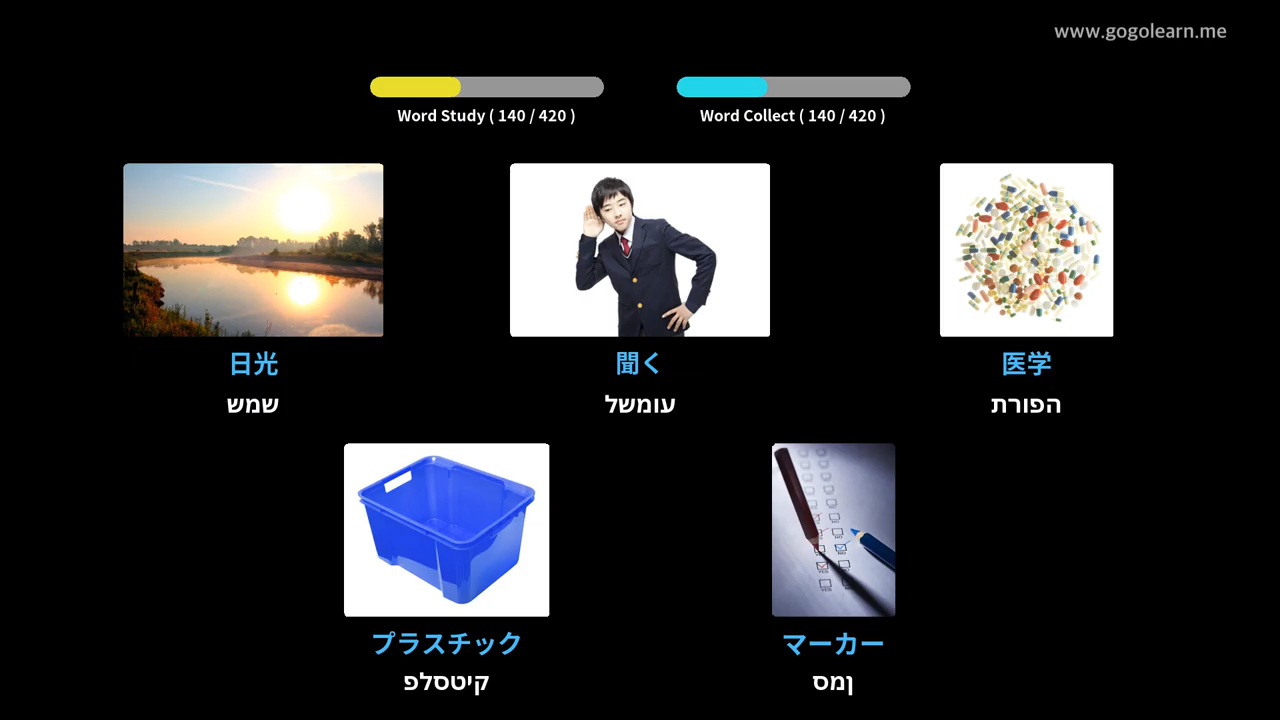 www.gogolearn.me
Word Study ( 140 / 420 )
Word Collect ( 140 / 420 )
日光
聞く
医学
שמש
עומשל
הפורת
プラスチック
マーカー
קיטסלפ
ןמס